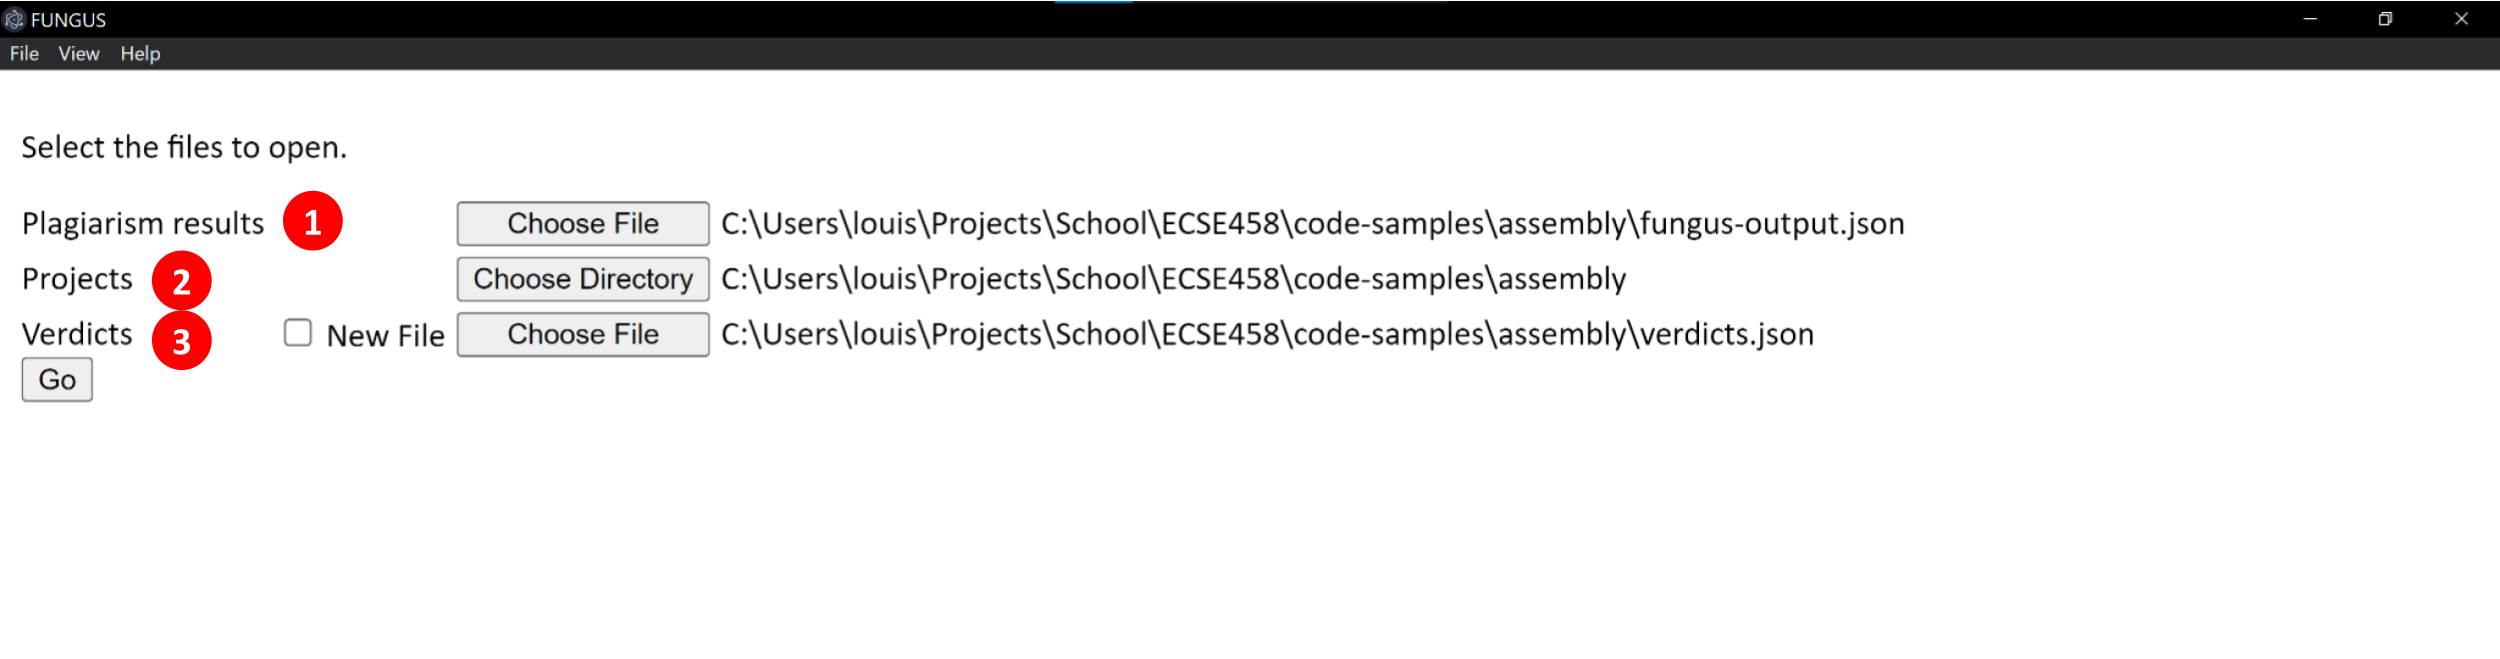 FUNGUS
File View Help
Select the files to open.
Plagiarism results 1 Choose File C:\Users\louis\Projects\School\ECSE458\code-samples\assembly\fungus-output.json
Projects 2 Choose Directory C:\Users\louis\Projects\School\ECSE458\code-samples\assembly
Verdicts 3 New File Choose File C:\Users\louis\Projects\School\ECSE458\code-samples\assembly\verdicts.json
Go